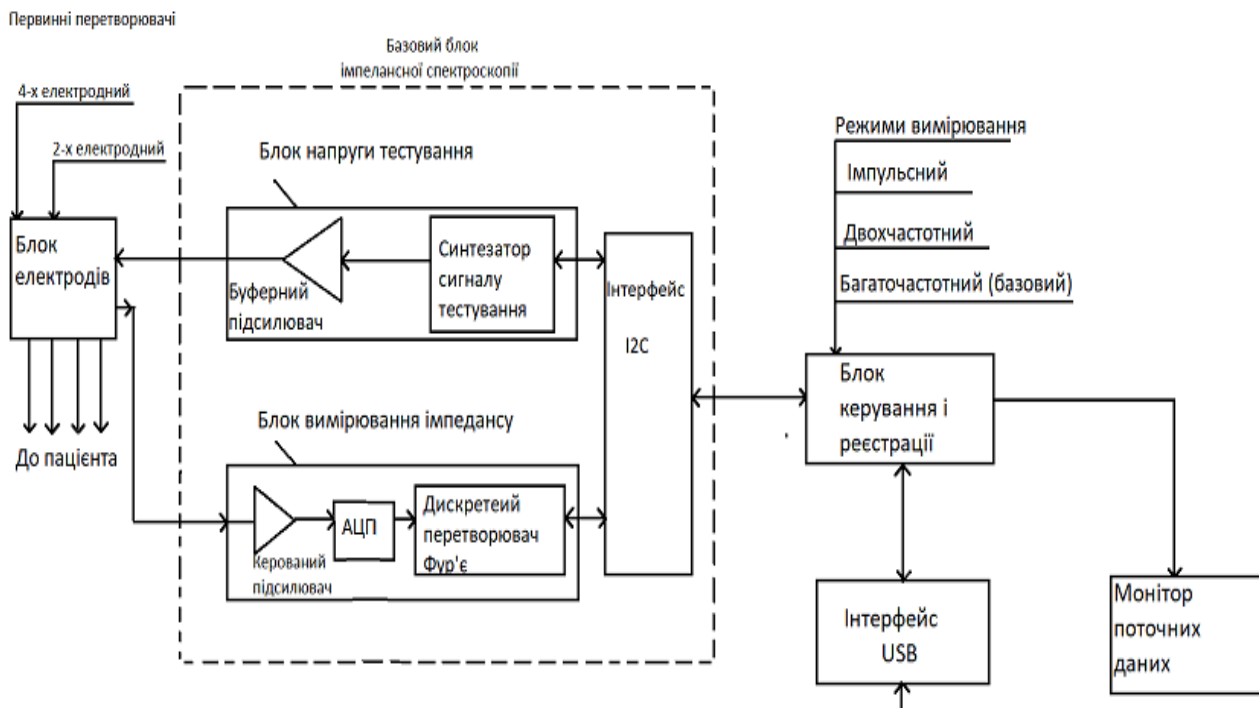 Первинні перетворювачі
Базовий блок
імпелансної спектроскопії
4-х електродний
2-х електродний
Блок
електродів
До пацієнта
Блок напруги тестування
Буферний
підсилювач
Синтезатор
сигналу
тестування
Інтерфейс
I2C
Блок вимірювання імпедансу
Керований
підсилювач
АЦП
Дискретеий
перетворювач
Фур'є
Режими вимірювання
Імпульсний
Двохчастотний
Багаточастотний (базовий)
Блок
керування і
реєстрації
Інтерфейс
USB
Монітор
поточних
даних